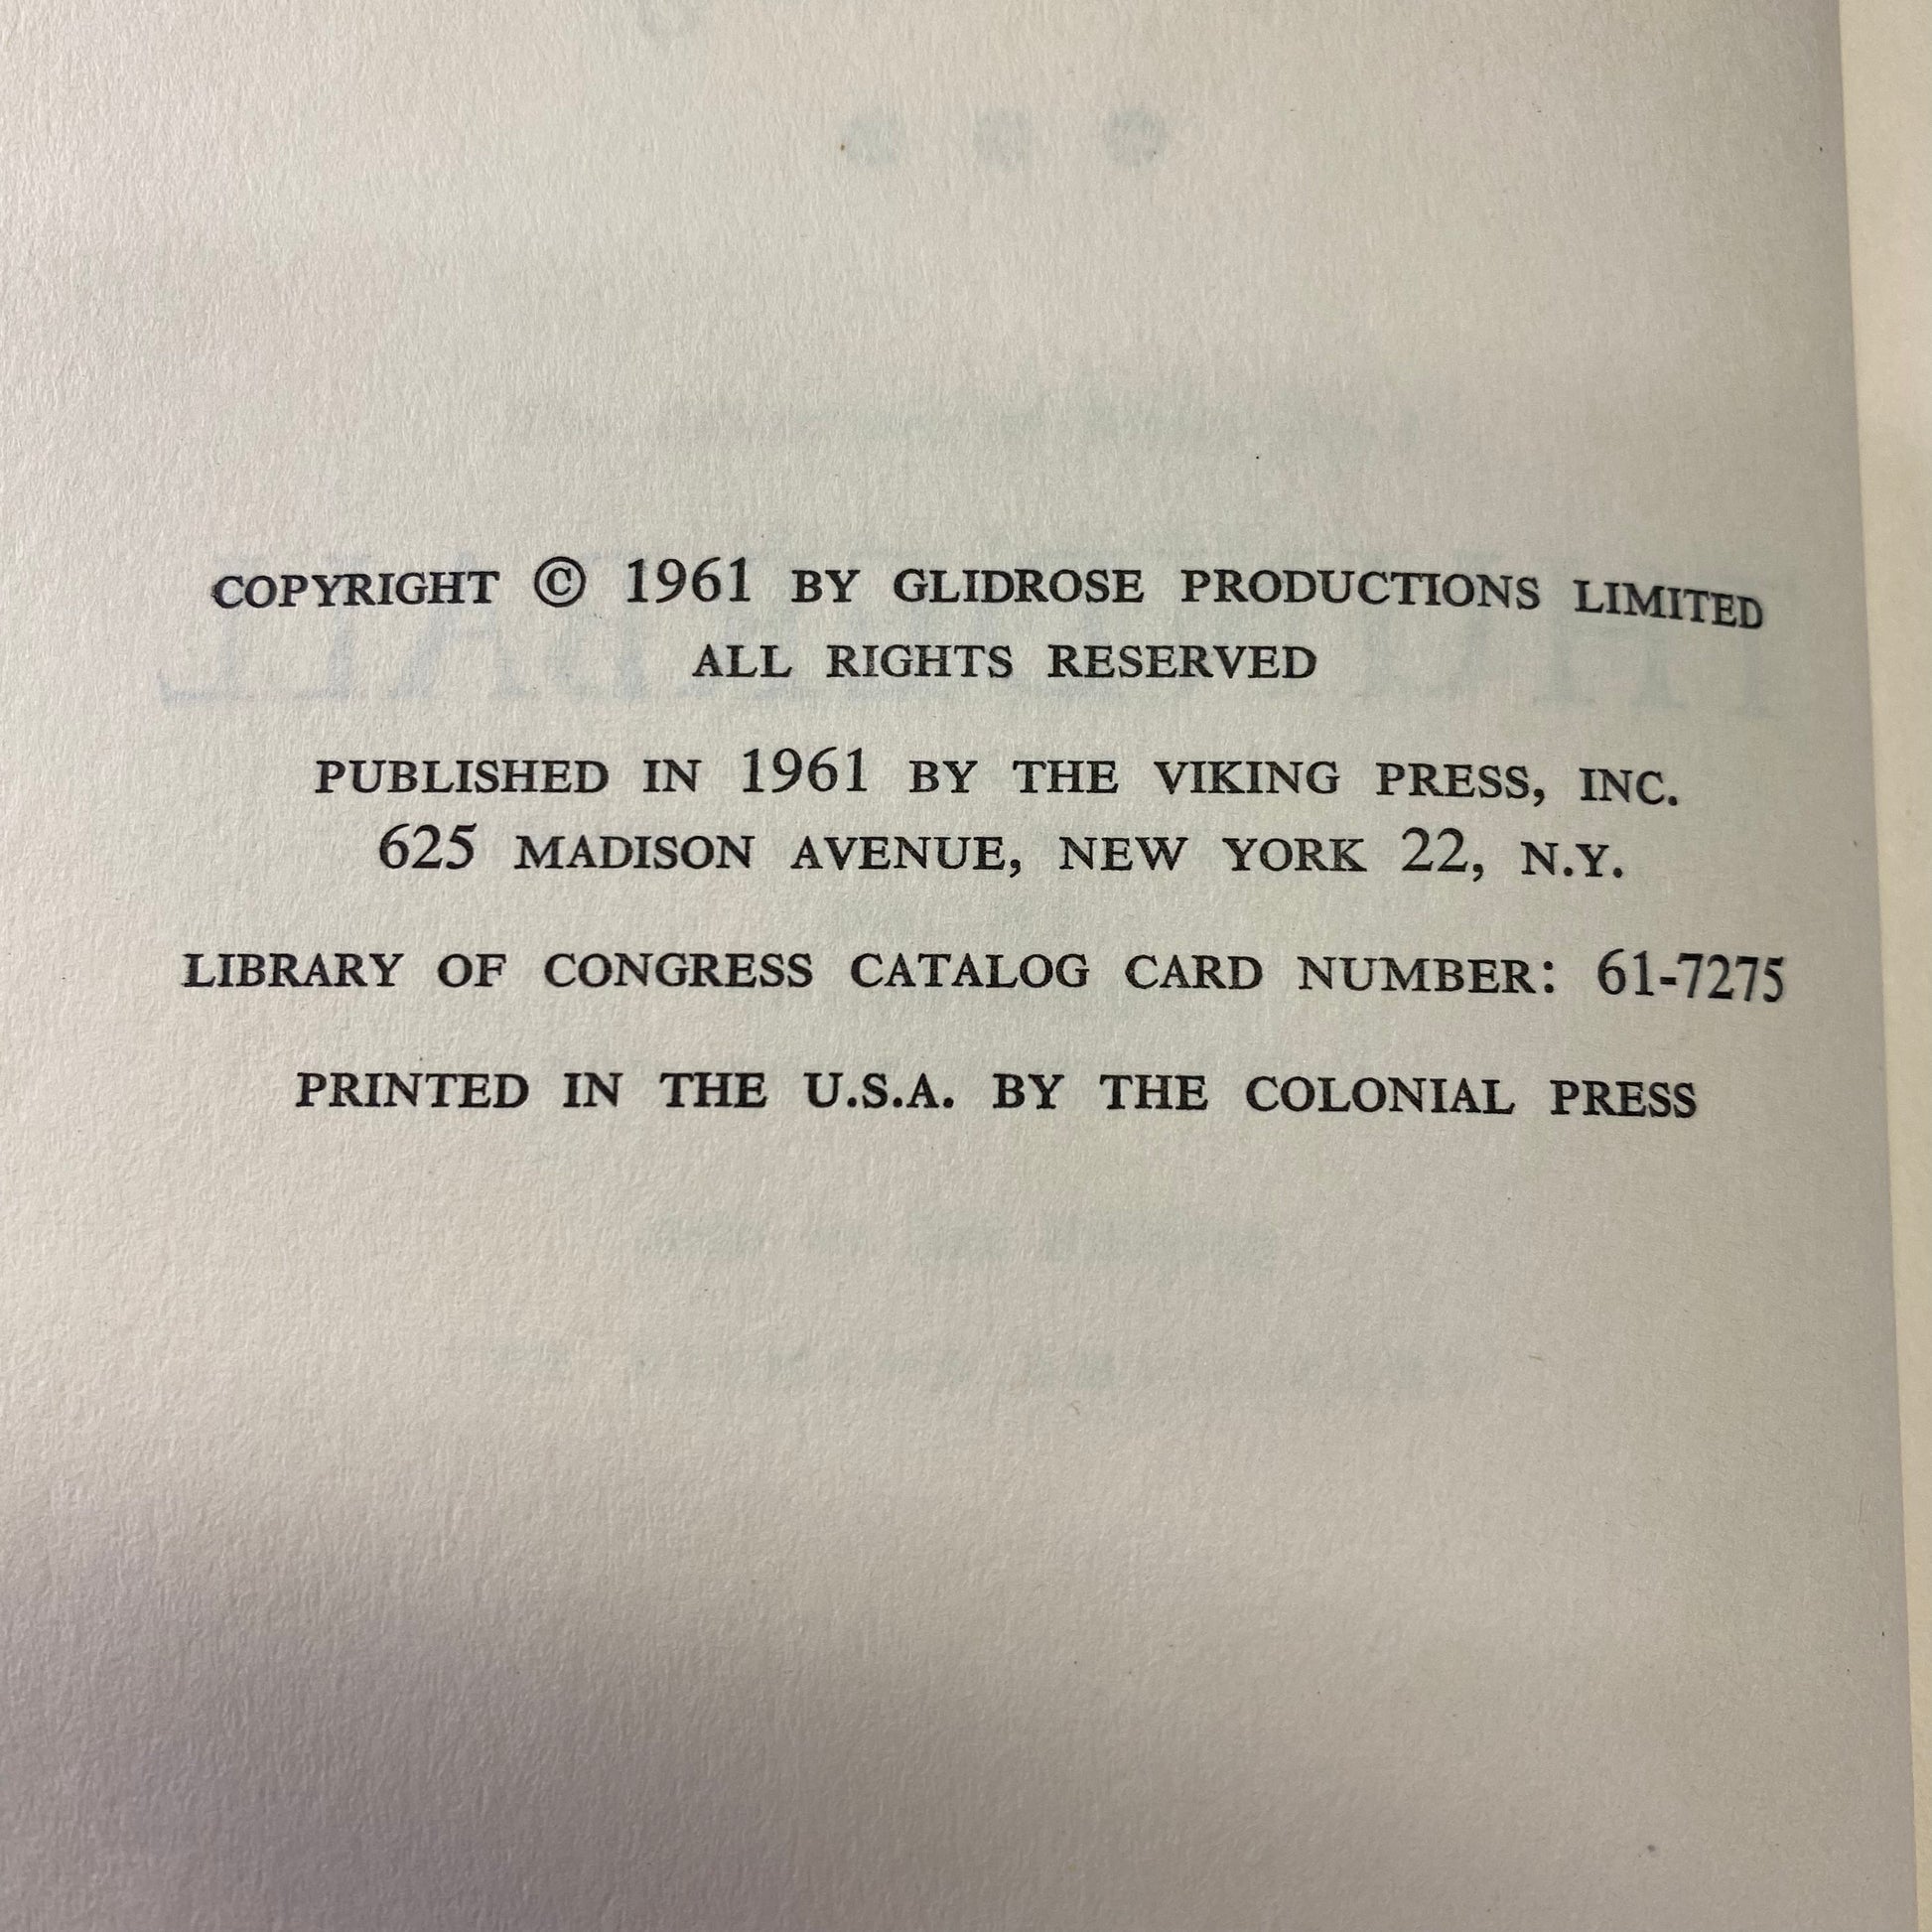 COPYRIGHT © 1961 BY GLIDROSE PRODUCTIONS LIMITED
ALL RIGHTS RESERVED
PUBLISHED IN 1961 BY THE VIKING PRESS, INC.
625 MADISON AVENUE, NEW YORK 22, N.Y.
LIBRARY OF CONGRESS CATALOG CARD NUMBER: 61-7275
PRINTED IN THE U.S.A. BY THE COLONIAL PRESS